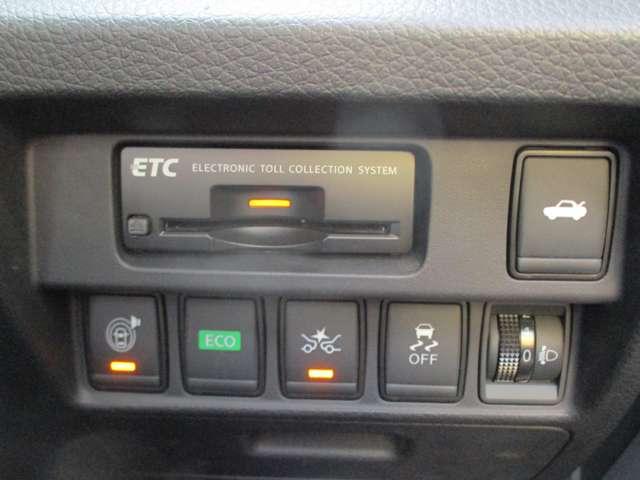 ETC ELECTRONIC TOLL COLLECTION SYSTEM
ECO
OFF
0